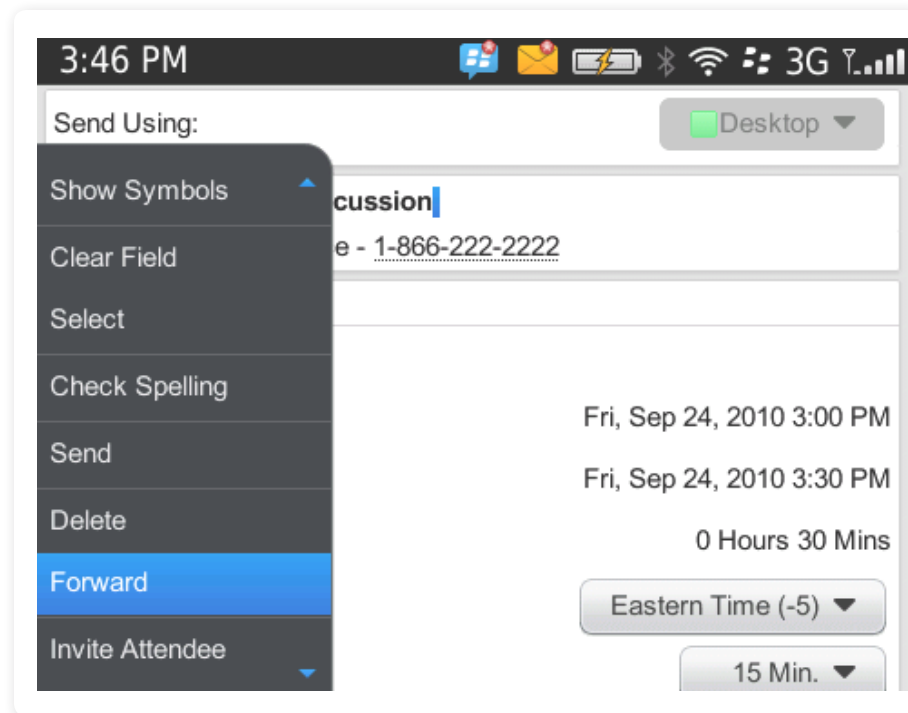 3:46 PM 3G
Send Using: Desktop
Show Symbols
cussion
Clear Field
e - 1-866-222-2222
Select
Check Spelling
Fri, Sep 24, 2010 3:00 PM
Send
Fri, Sep 24, 2010 3:30 PM
Delete
0 Hours 30 Mins
Forward
Eastern Time (-5)
Invite Attendee
15 Min.